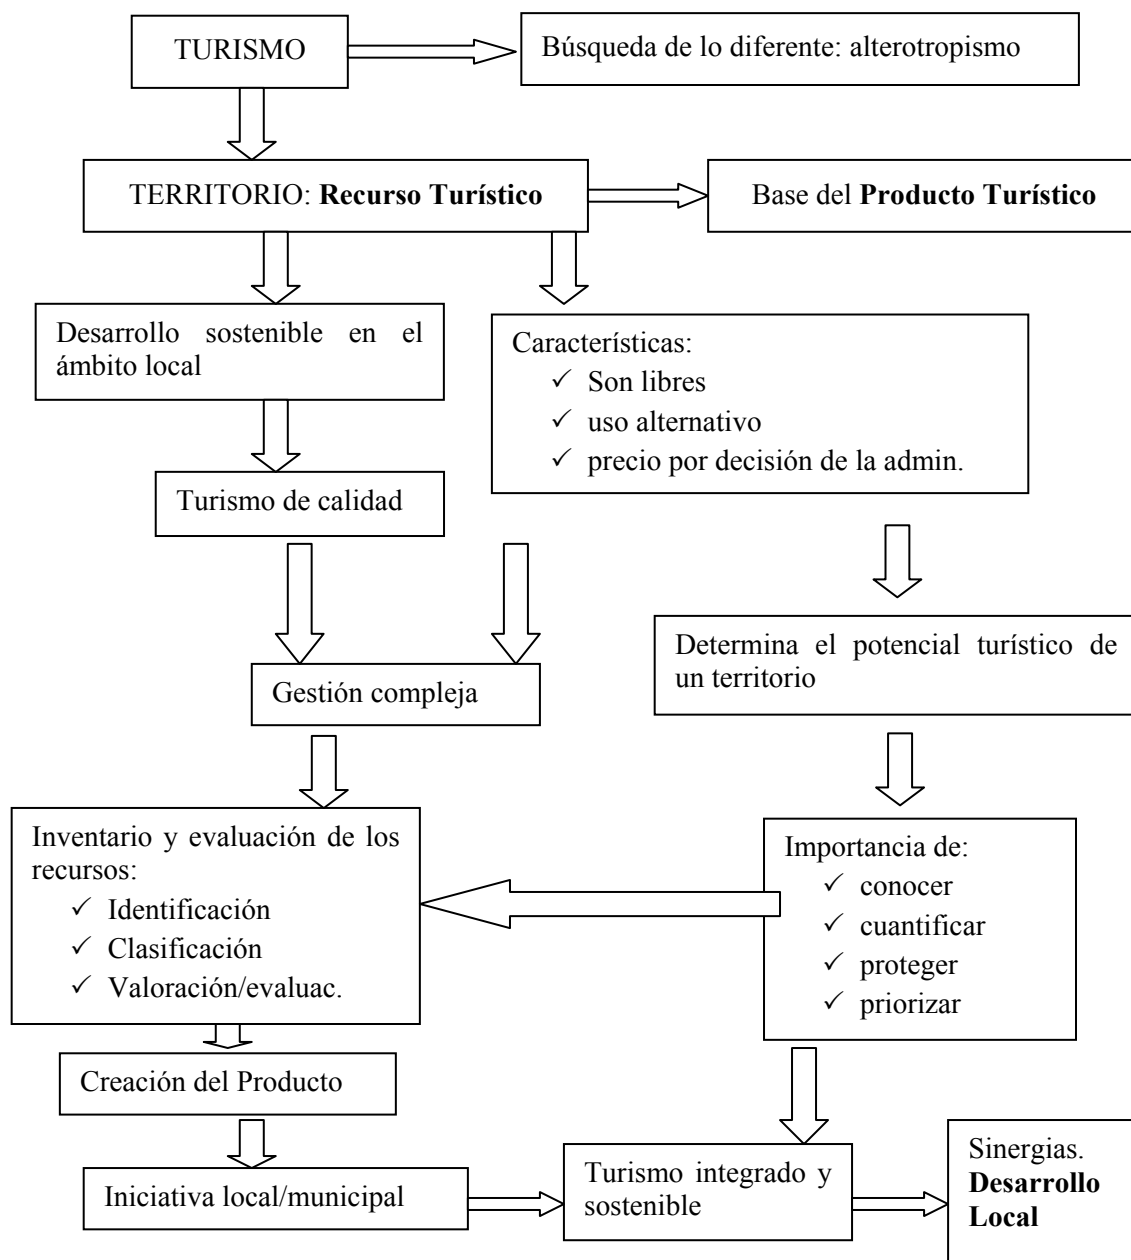 TURISMO
Búsqueda de lo diferente: alterotropismo
TERRITORIO: Recurso Turístico
Base del Producto Turístico
Desarrollo sostenible en el
ámbito local
Características:
✓ Son libres
✓ uso alternativo
✓ precio por decisión de la admin.
Turismo de calidad
Gestión compleja
Determina el potencial turístico de
un territorio
Inventario y evaluación de los
recursos:
✓ Identificación
✓ Clasificación
✓ Valoración/evaluac.
Importancia de:
✓ conocer
✓ cuantificar
✓ proteger
✓ priorizar
Creación del Producto
Iniciativa local/municipal
Turismo integrado y
sostenible
Sinergias.
Desarrollo
Local